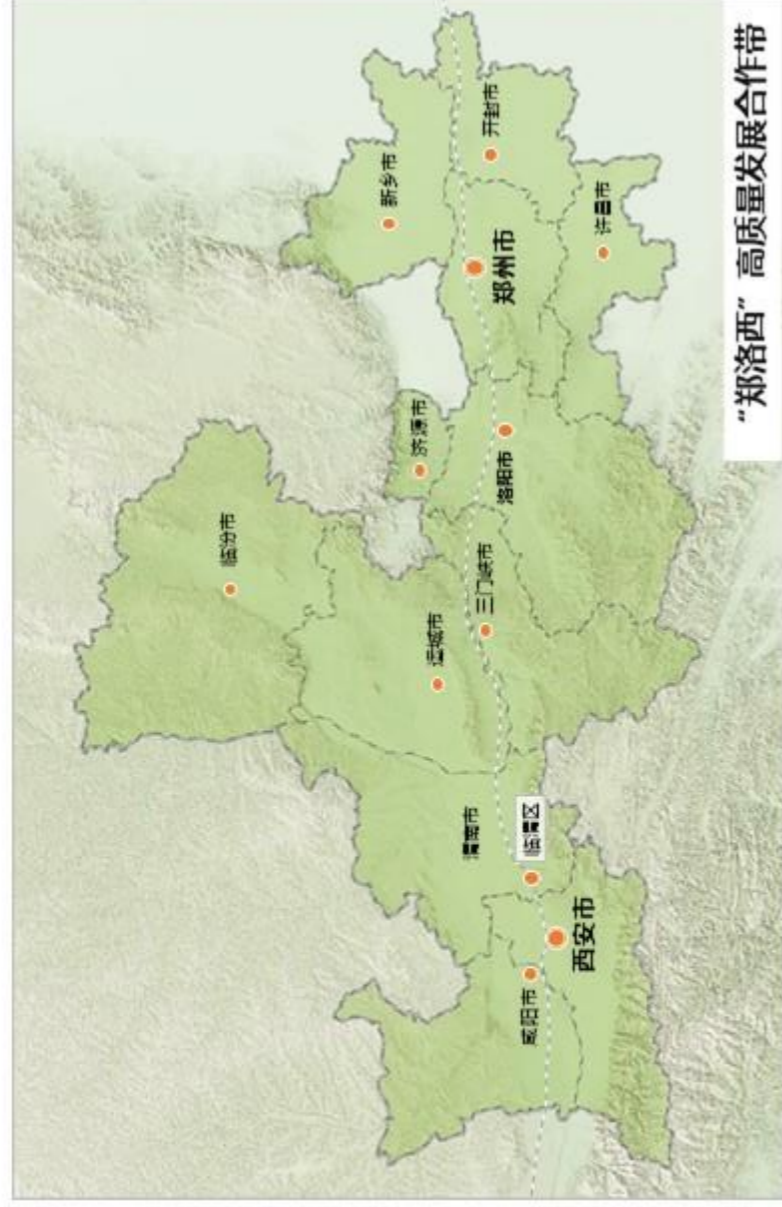 临汾市
新乡市
济源市
运城市
开封市
渭南市
三门峡市
洛阳市
郑州市
临渭区
咸阳市
西安市
许昌市
“郑洛西”高质量发展合作带